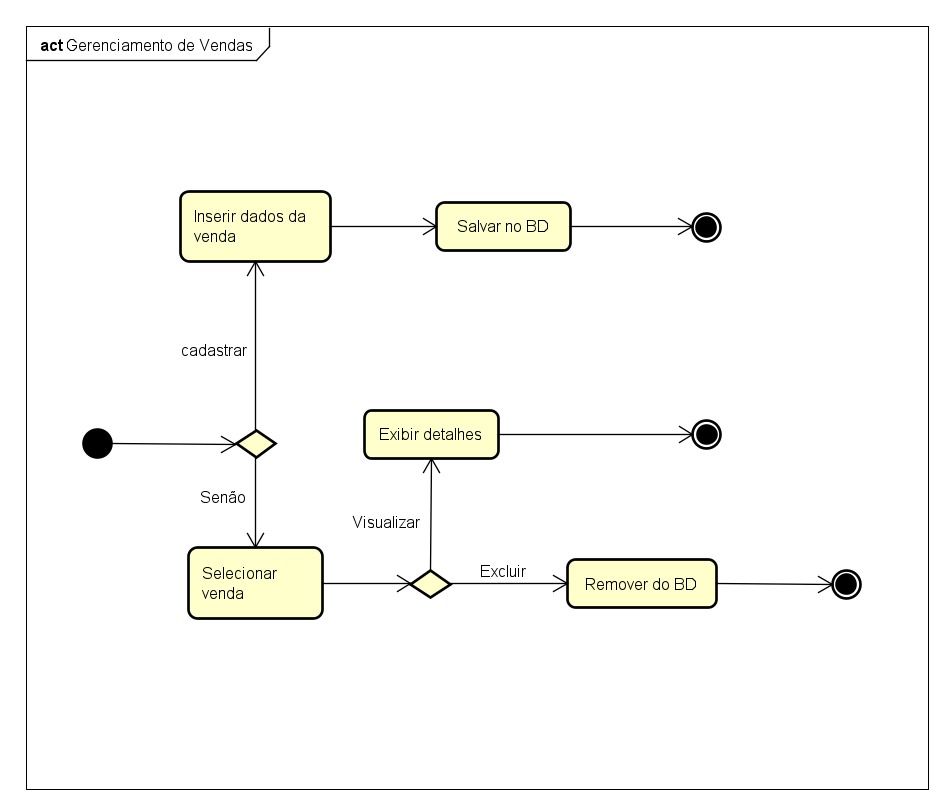 act Gerenciamento de Vendas
Inserir dados da
venda
Salvar no BD
cadastrar
Exibir detalhes
Senão
Visualizar
Selecionar
venda
Excluir
Remover do BD